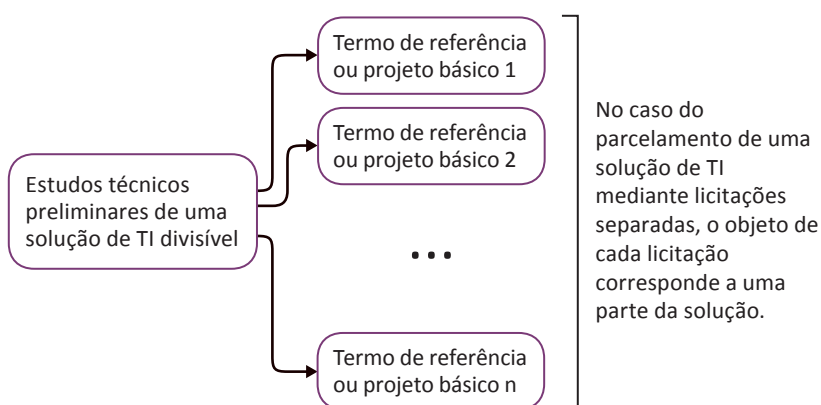 Estudos técnicos
preliminares de uma
solução de TI divisível
Termo de referência
ou projeto básico 1
Termo de referência
ou projeto básico 2
...
Termo de referência
ou projeto básico n
No caso do
parcelamento de uma
solução de TI
mediante licitações
separadas, o objeto de
cada licitação
corresponde a uma
parte da solução.